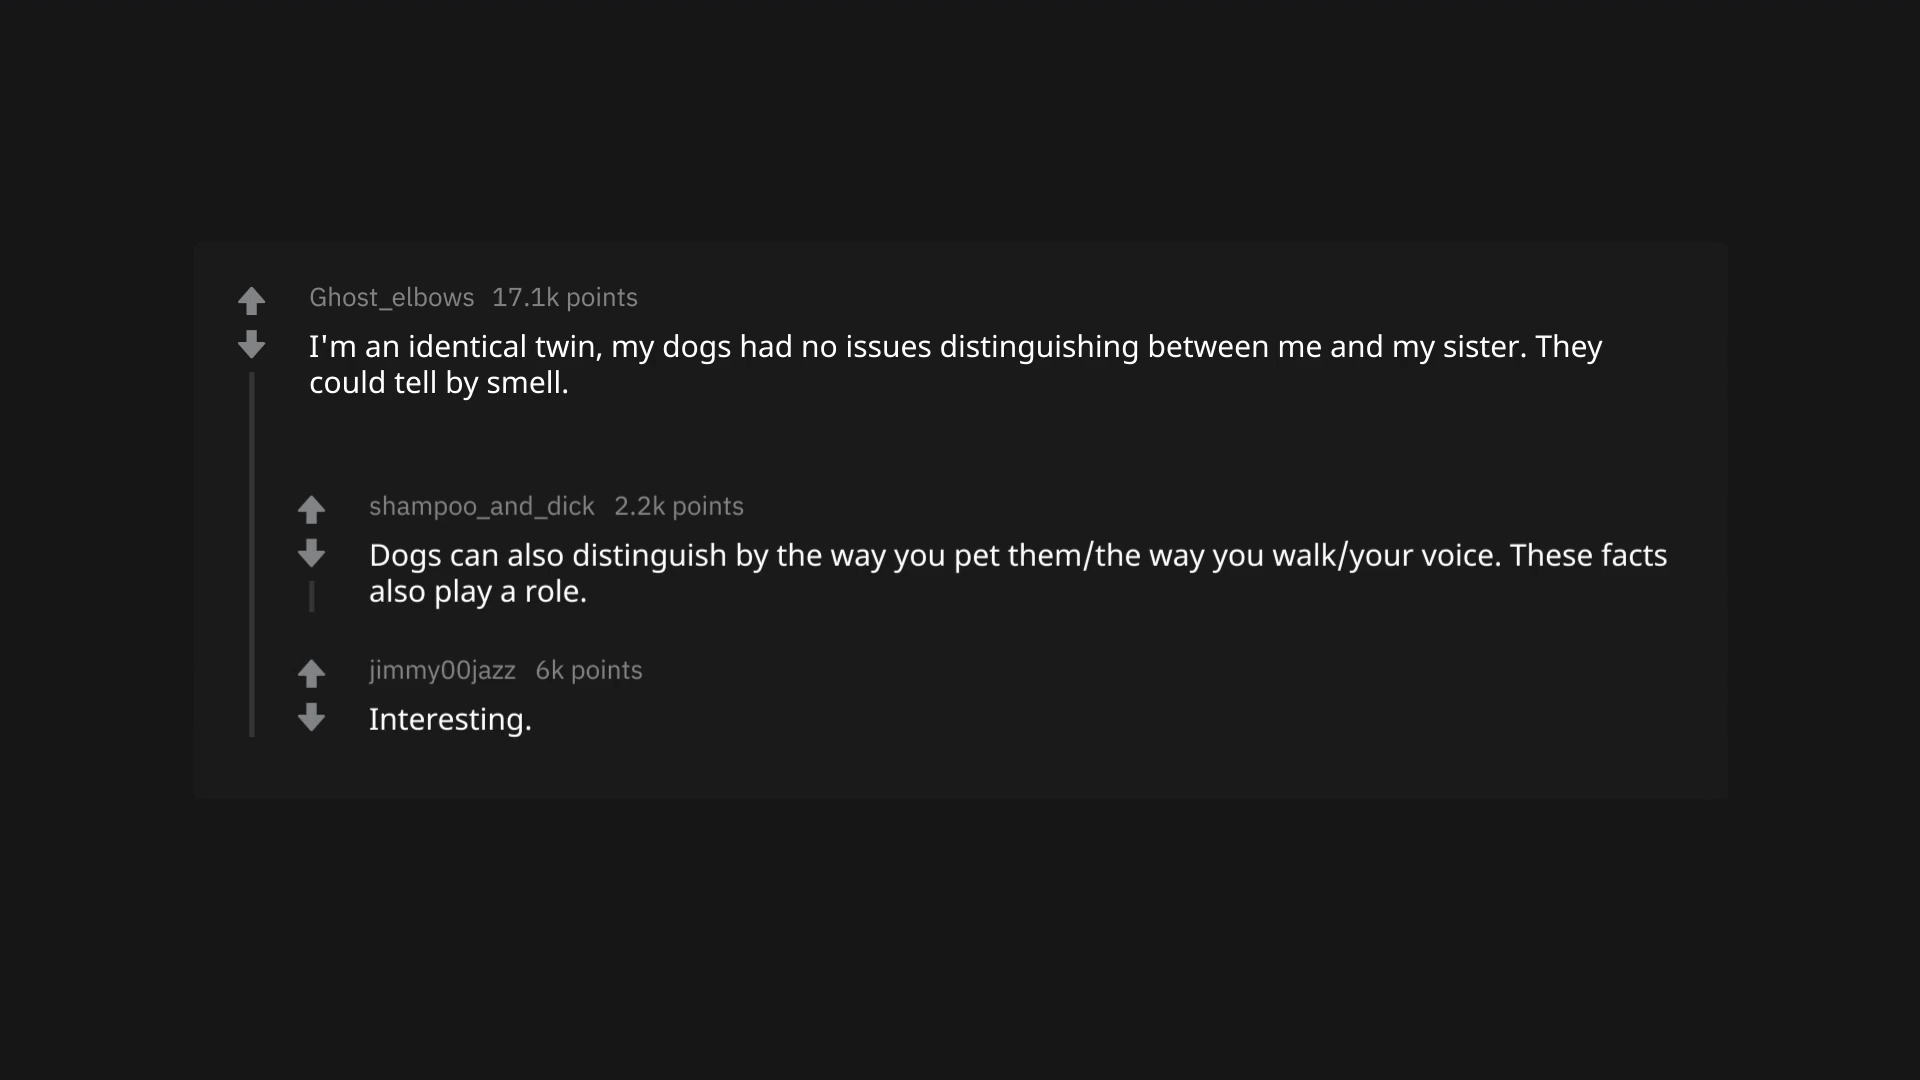 Ghost_elbows 17.1k points
I'm an identical twin, my dogs had no issues distinguishing between me and my sister. They
could tell by smell.
shampoo_and_dick 2.2k points
Dogs can also distinguish by the way you pet them/the way you walk/your voice. These facts
also play a role.
jimmy00jazz 6k points
Interesting.